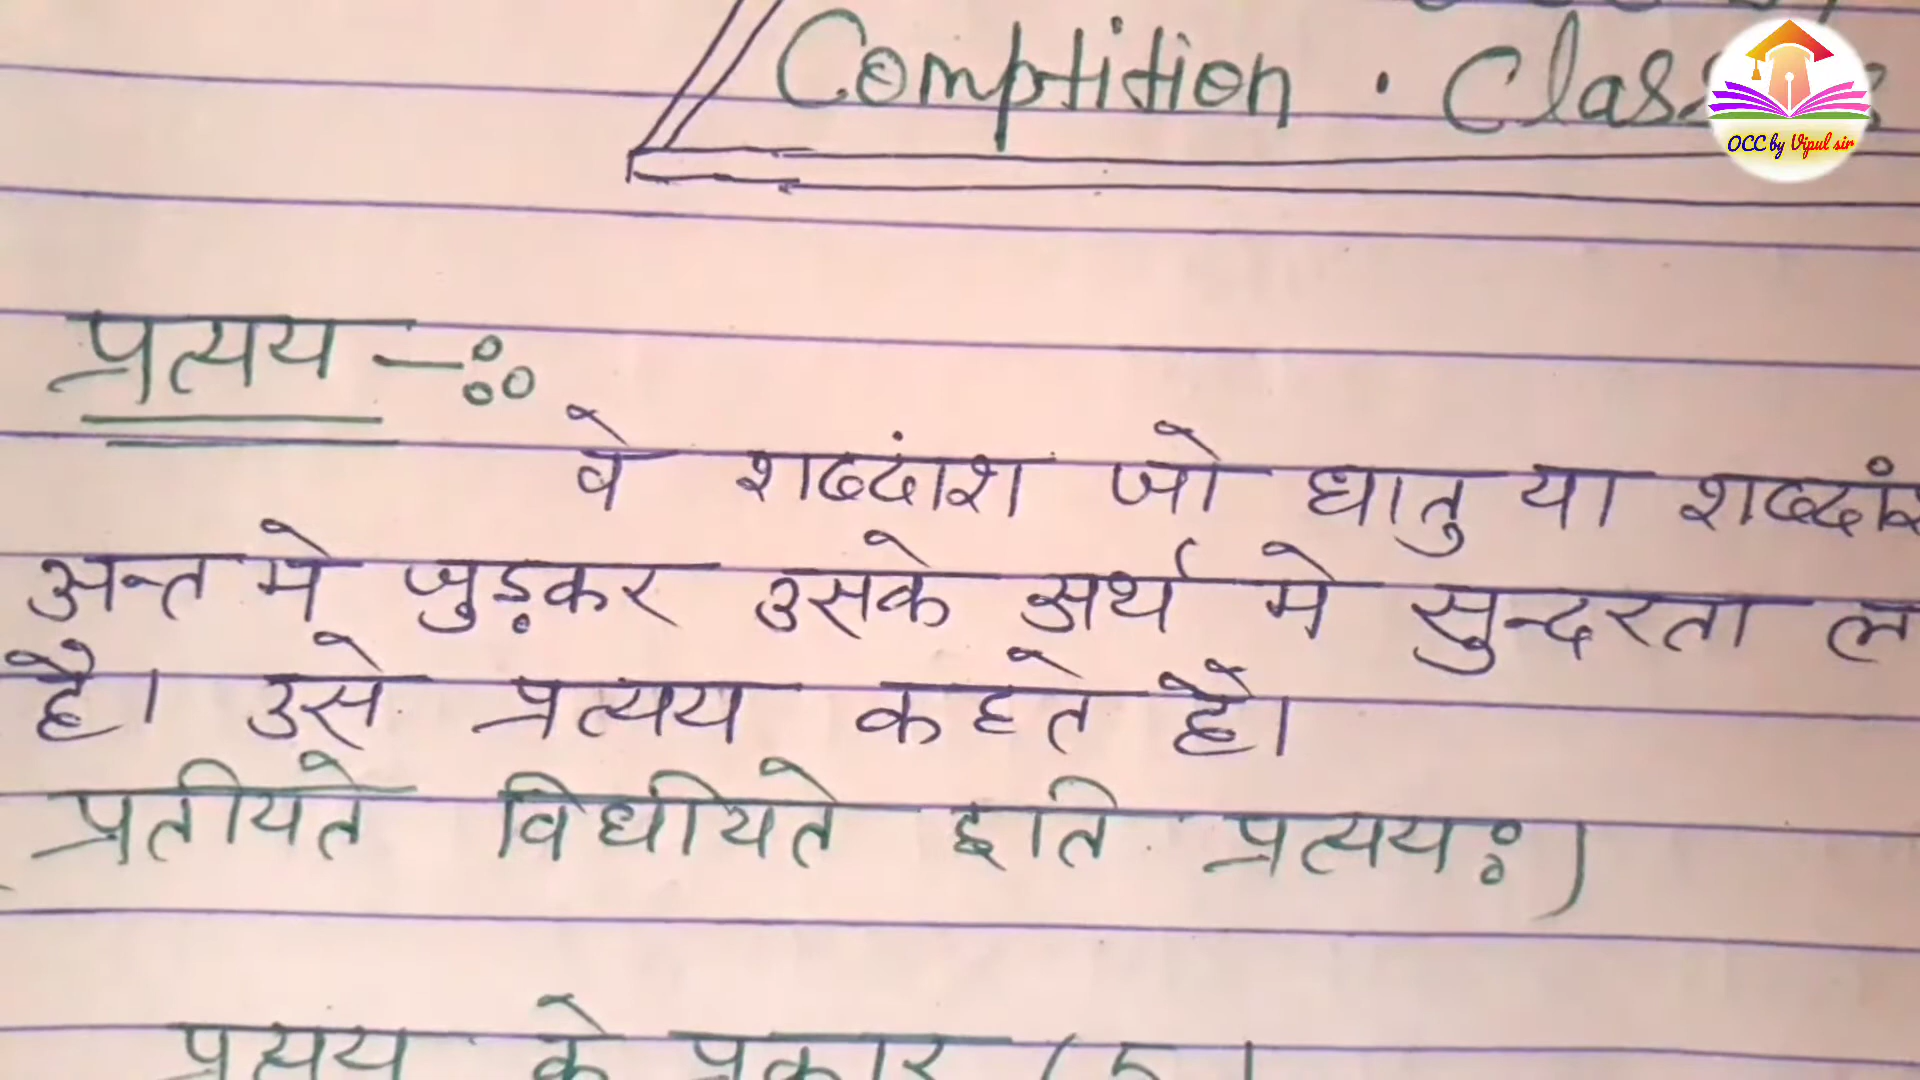 Comptition . Class
OCC by Vipul sir
प्रत्यय
वे शब्दांश जो धातु या
अन्त मे जुड़कर उसके अर्थ मे सुन्दरता
है। उसे प्रत्यय कहते है।
प्रतीयते विधीयते इति प्रत्ययः)
प्रत्यय के प्रकार